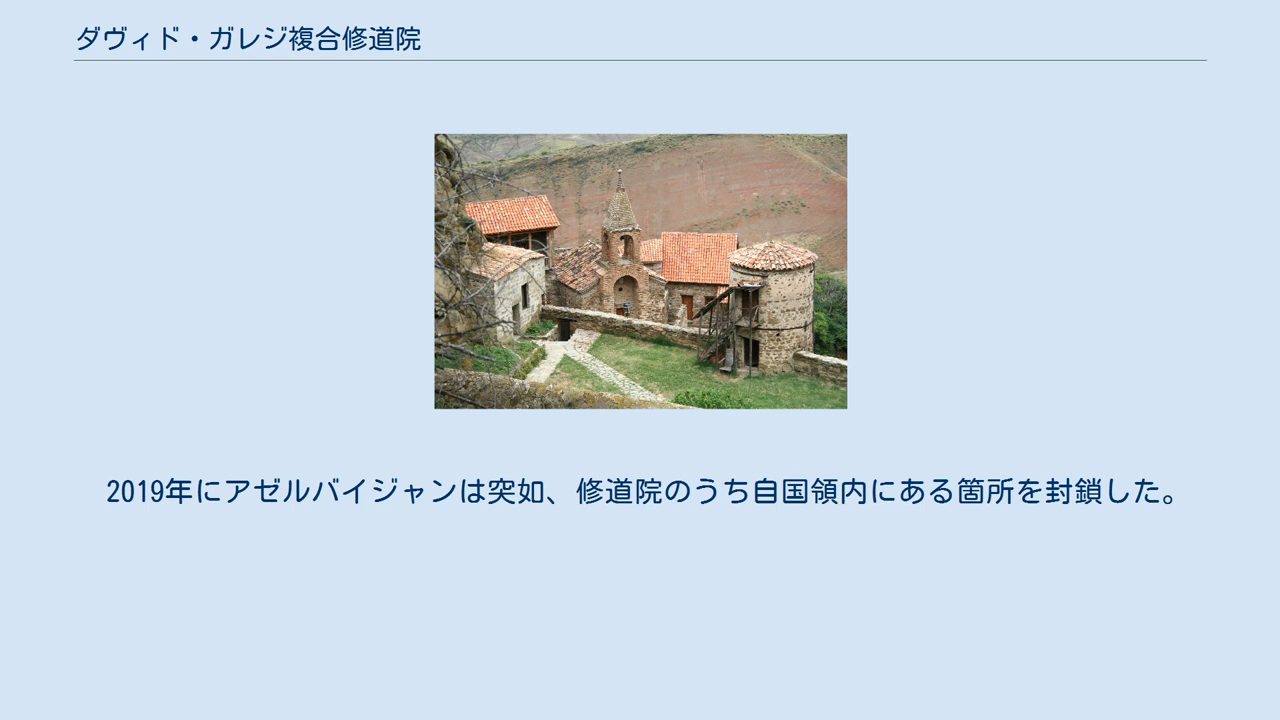 ダヴィド・ガレジ複合修道院
2019年にアゼルバイジャンは突如、修道院のうち自国領内にある箇所を封鎖した。